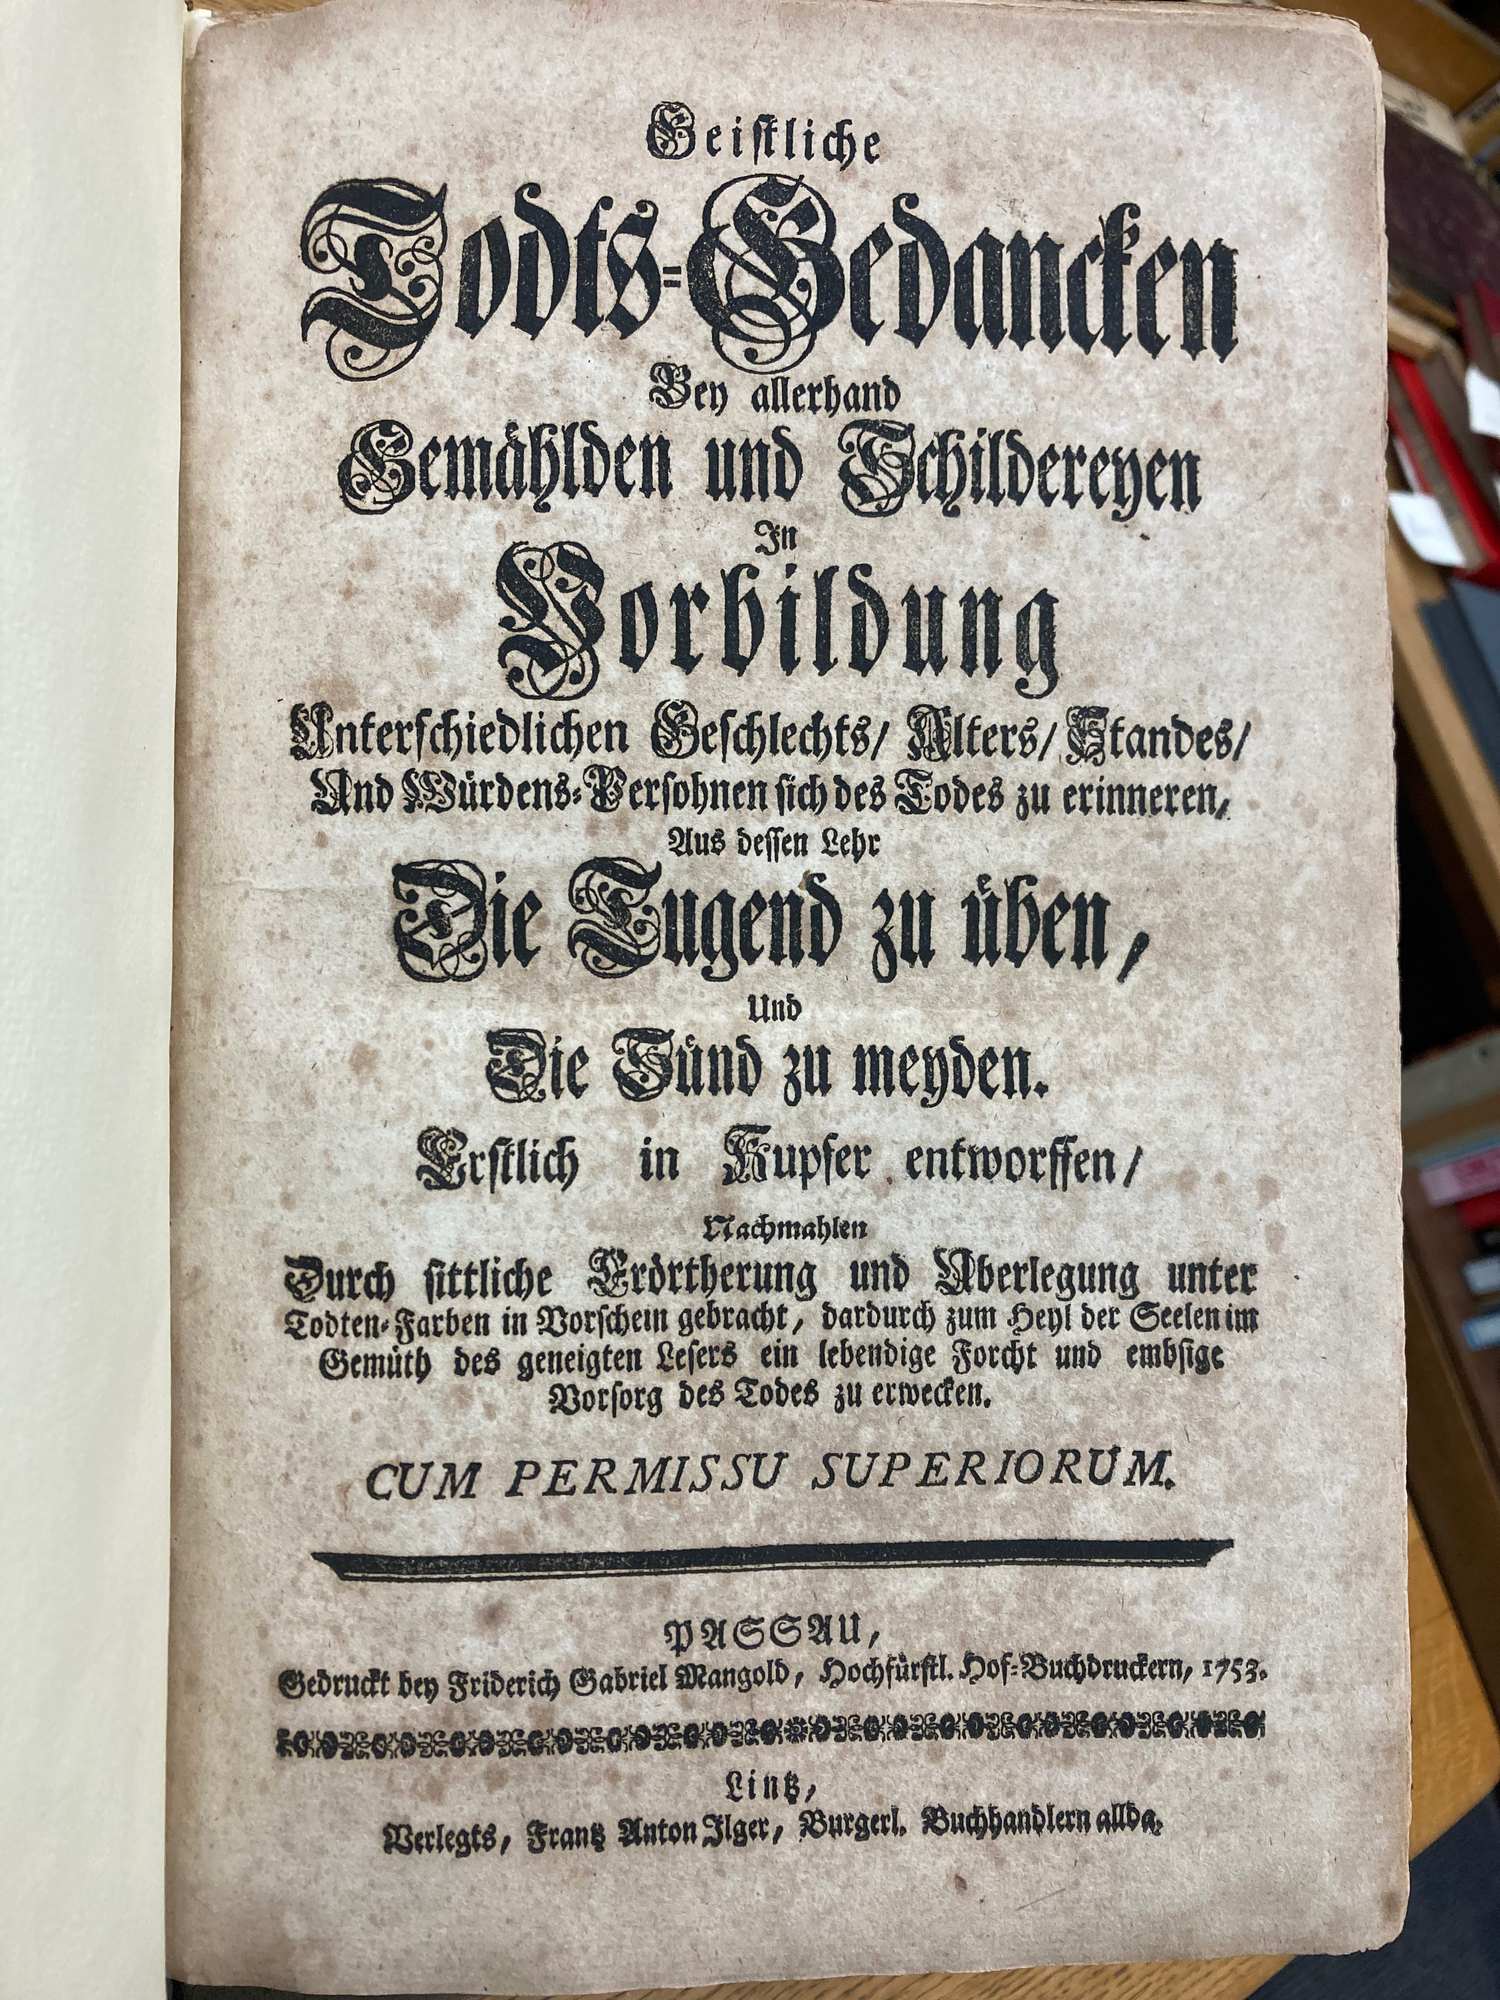 Geistliche
Todts-Gedancken
Bey allerhand
Gemählden und Schildereyen
In
Vorbildung
Unterschiedlichen Geschlechts/ Alters/ Standes/
Und Würdens-Persohnen sich des Todes zu erinneren,
Aus dessen Lehr
Die Tugend zu üben,
Und
Die Sünd zu meyden.
Erstlich in Kupfer entworffen/
Nachmahlen
Durch sittliche Erörtherung und Uberlegung unter
Todten-Farben in Vorschein gebracht, dardurch zum Heyl der Seelen im
Gemüth des geneigten Lesers ein lebendige Forcht und embsige
Vorsorg des Todes zu erwecken.
CUM PERMISSU SUPERIORUM.
PASSAU,
Gedruckt bey Friderich Gabriel Mangold, Hochfürstl. Hof-Buchdruckern, 1753.
Lintz,
Verlegts, Frantz Anton Ilger, Burgerl. Buchhandlern allda.